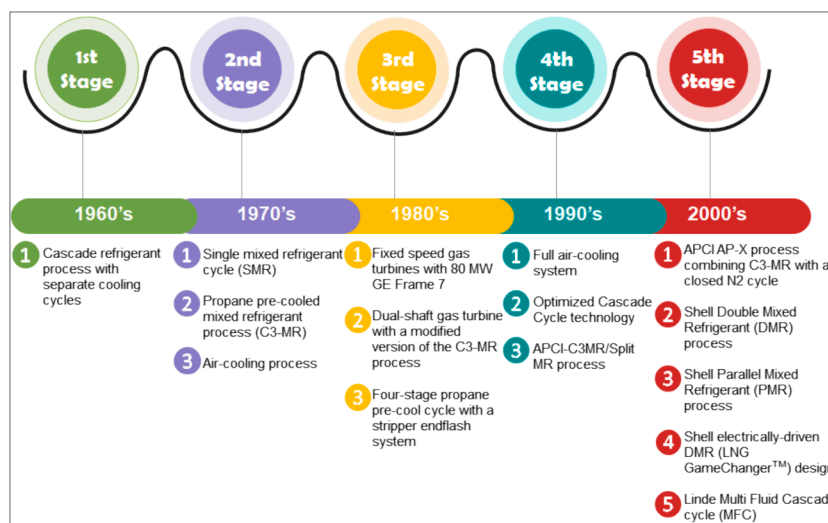 1st
Stage
2nd
Stage
3rd
Stage
4th
Stage
5th
Stage
1960's
1970's
1980's
1990's
2000's
1 Cascade refrigerant
process with
separate cooling
cycles
1 Single mixed refrigerant
cycle (SMR)
2 Propane pre-cooled
mixed refrigerant
process (C3-MR)
3 Air-cooling process
1 Fixed speed gas
turbines with 80 MW
GE Frame 7
2 Dual-shaft gas turbine
with a modified
version of the C3-MR
process
3 Four-stage propane
pre-cool cycle with a
stripper endflash
system
1 Full air-cooling
system
2 Optimized Cascade
Cycle technology
3 APCI-C3MR/Split
MR process
1 APCI AP-X process
combining C3-MR with a
closed N2 cycle
2 Shell Double Mixed
Refrigerant (DMR)
process
3 Shell Parallel Mixed
Refrigerant (PMR)
process
4 Shell electrically-driven
DMR (LNG
GameChanger™) design
5 Linde Multi Fluid Cascad
cycle (MFC)